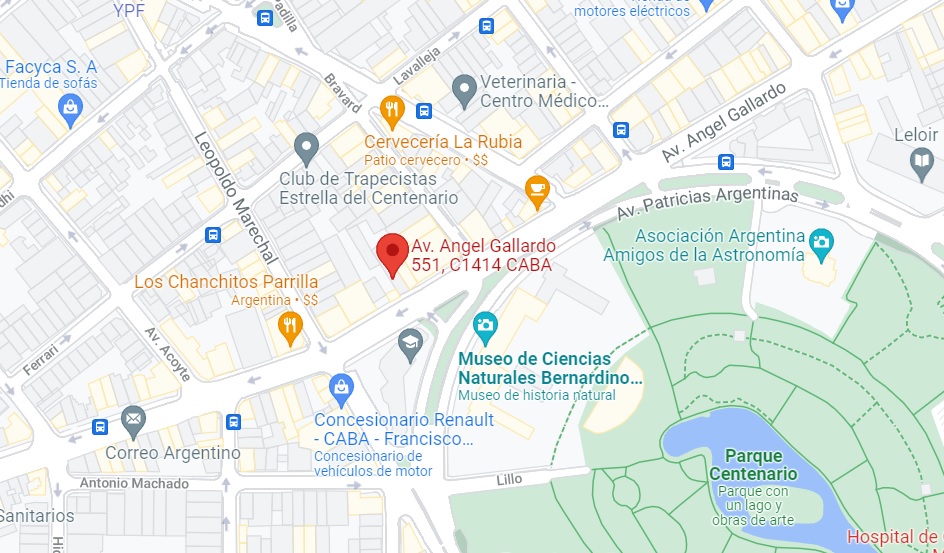 YPF
Facyca S. A
Tienda de sofás
Padilla
Lavalleja
Bravard
Tienda de
motores eléctricos
Veterinaria -
Centro Médico...
Av. Angel Gallardo
Leloir
Cervecería La Rubia
Patio cervecero • $$
Leopoldo Marechal
Club de Trapecistas
Estrella del Centenario
Av. Patricias Argentinas
Asociación Argentina
Amigos de la Astronomía
Av. Angel Gallardo
551, C1414 CABA
Los Chanchitos Parrilla
Argentina • $$
Ferrari
Av. Acoyte
Museo de Ciencias
Naturales Bernardino...
Museo de historia natural
Concesionario Renault
- CABA - Francisco...
Concesionario de
vehículos de motor
Correo Argentino
Antonio Machado
Lillo
Parque
Centenario
Parque con
un lago y
obras de arte
Sanitarios
Hospital de